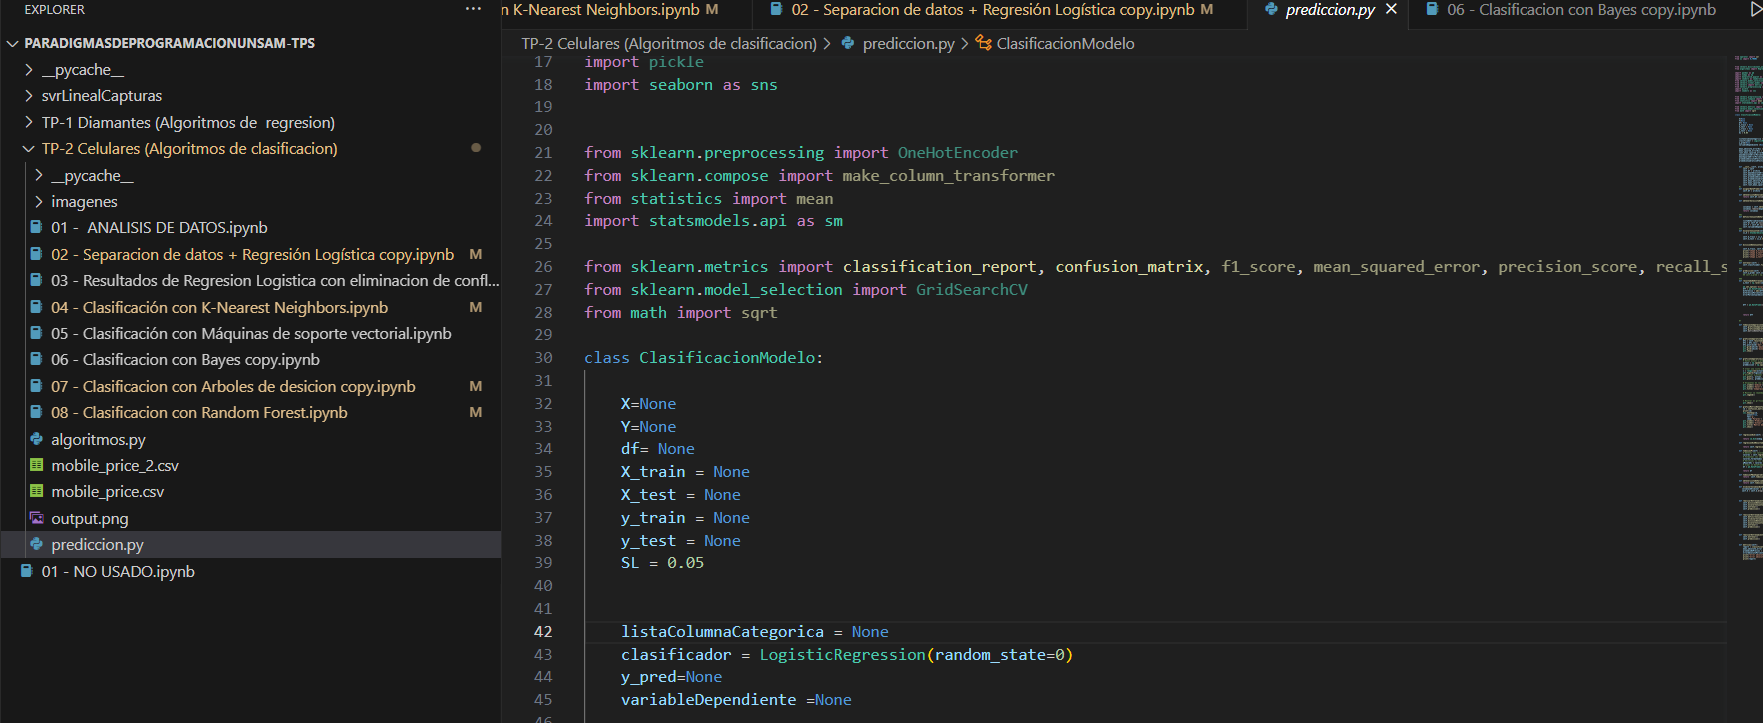 EXPLORER
···
PARADIGMASDEPROGRAMACIONUNSAM-TPS
__pycache__
svrLinealCapturas
TP-1 Diamantes (Algoritmos de  regresion)
TP-2 Celulares (Algoritmos de clasificacion)
__pycache__
imagenes
01 -  ANALISIS DE DATOS.ipynb
02 - Separacion de datos + Regresión Logística copy.ipynb M
03 - Resultados de Regresion Logistica con eliminacion de confl...
04 - Clasificación con K-Nearest Neighbors.ipynb M
05 - Clasificación con Máquinas de soporte vectorial.ipynb
06 - Clasificacion con Bayes copy.ipynb
07 - Clasificacion con Arboles de desicion copy.ipynb M
08 - Clasificacion con Random Forest.ipynb M
algoritmos.py
mobile_price_2.csv
mobile_price.csv
output.png
prediccion.py
01 - NO USADO.ipynb
n K-Nearest Neighbors.ipynb M
02 - Separacion de datos + Regresión Logística copy.ipynb M
prediccion.py
06 - Clasificacion con Bayes copy.ipynb
TP-2 Celulares (Algoritmos de clasificacion) > prediccion.py > ClasificacionModelo
17 import pickle
18 import seaborn as sns
19
20
21 from sklearn.preprocessing import OneHotEncoder
22 from sklearn.compose import make_column_transformer
23 from statistics import mean
24 import statsmodels.api as sm
25
26 from sklearn.metrics import classification_report, confusion_matrix, f1_score, mean_squared_error, precision_score, recall_s
27 from sklearn.model_selection import GridSearchCV
28 from math import sqrt
29
30 class ClasificacionModelo:
31
32 X=None
33 Y=None
34 df= None
35 X_train = None
36 X_test = None
37 y_train = None
38 y_test = None
39 SL = 0.05
40
41
42 listaColumnaCategorica = None
43 clasificador = LogisticRegression(random_state=0)
44 y_pred=None
45 variableDependiente =None
46